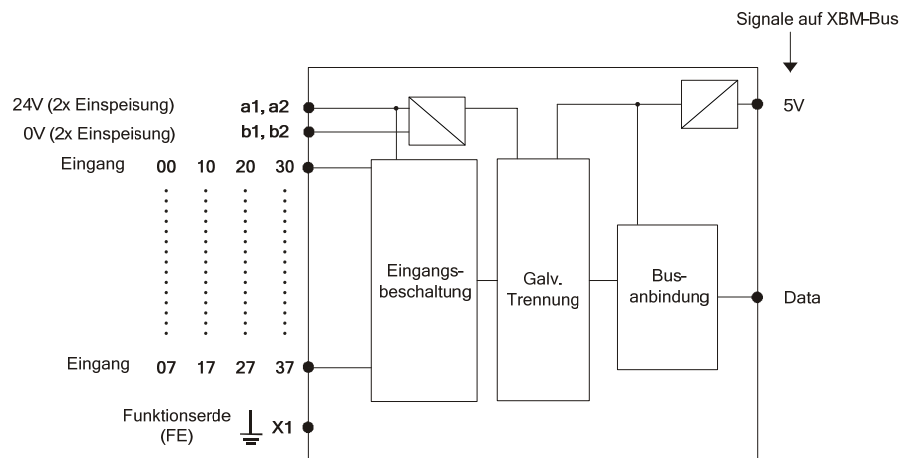 Signale auf XBM-Bus
24V (2x Einspeisung) a1, a2
5V
0V (2x Einspeisung) b1, b2
Eingang 00 10 20 30
Eingangs-
beschaltung
Galv.
Trennung
Bus-
anbindung
Data
Eingang 07 17 27 37
Funktionserde
(FE)
X1